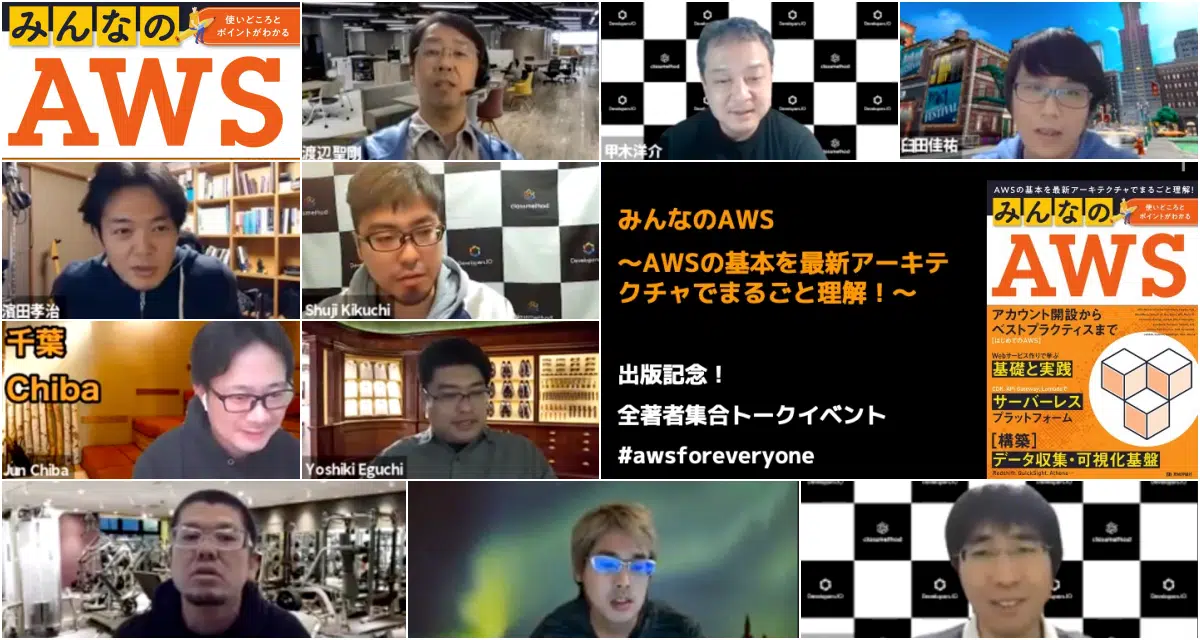 みんなの
使いどころと
ポイントがわかる
AWS
渡辺聖剛
甲木洋介
臼田佳祐
Developers.IO
classmethod
濱田孝治
Shuji Kikuchi
classmethod
Developers.IO
みんなのAWS
〜AWSの基本を最新アーキテ
クチャでまるごと理解！〜
出版記念！
全著者集合トークイベント
#awsforeveryone
AWSの基本を最新アーキテクチャでまるごと理解!
みんなの
使いどころと
ポイントがわかる
AWS
アカウント開設から
ベストプラクティスまで
[はじめてのAWS]
Webサービス作りで学ぶ
基礎と実践
サーバーレス
プラットフォーム
[構築]
データ収集・可視化基盤
千葉
Chiba
Jun Chiba
Yoshiki Eguchi
classmethod
Developers.IO